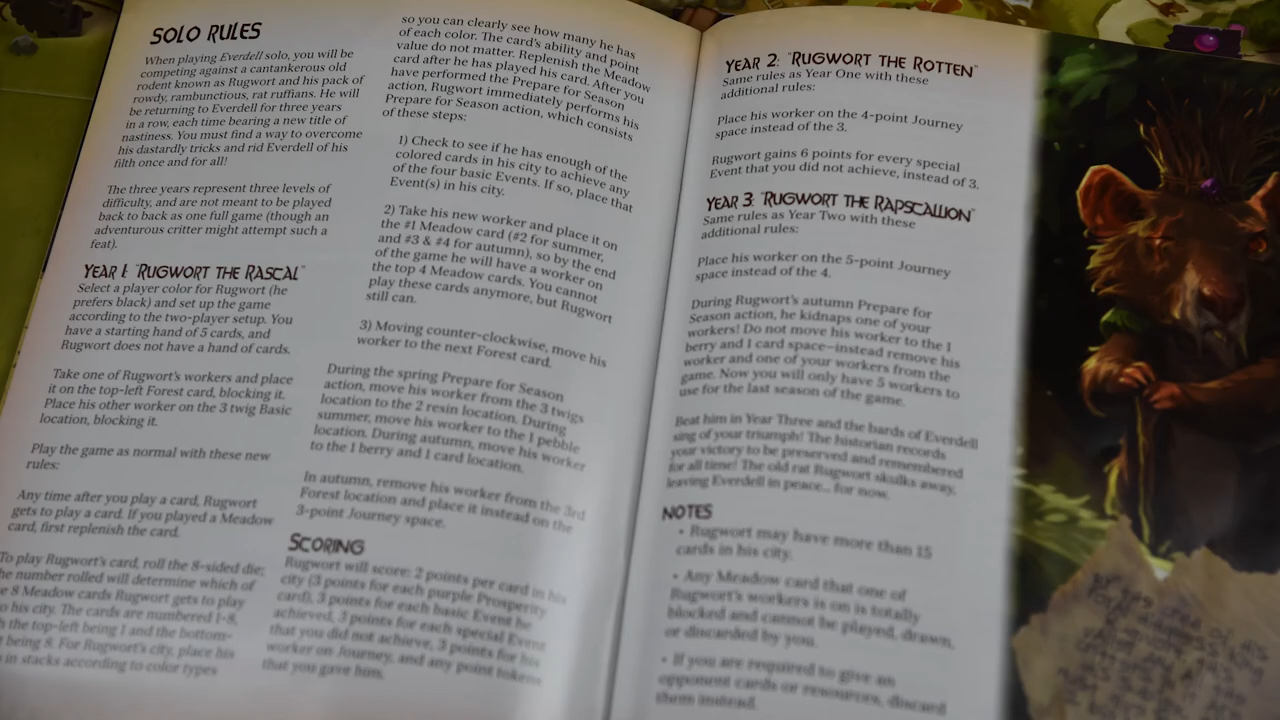 SOLO RULES
When playing Everdell solo, you will be
competing against a cantankerous old
rodent known as Rugwort and his pack of
rowdy, rambunctious, rat ruffians. He will
be returning to Everdell for three years
in a row, each time bearing a new title of
nastiness. You must find a way to overcome
his dastardly tricks and rid Everdell of his
filth once and for all!
The three years represent three levels of
difficulty, and are not meant to be played
back to back as one full game (though an
adventurous critter might attempt such a
feat).
YEAR 1: "RUGWORT THE RASCAL"
Select a player color for Rugwort (he
prefers black) and set up the game
according to the two-player setup. You
have a starting hand of 5 cards, and
Rugwort does not have a hand of cards.
Take one of Rugwort's workers and place
it on the top-left Forest card, blocking it.
Place his other worker on the 3 twig Basic
location, blocking it.
Play the game as normal with these new
rules:
Any time after you play a card, Rugwort
gets to play a card. If you played a Meadow
card, first replenish the card.
To play Rugwort's card, roll the 8-sided die;
he number rolled will determine which of
e 8 Meadow cards Rugwort gets to play
o his city. The cards are numbered 1-8,
h the top-left being 1 and the bottom-
t being 8. For Rugwort's city, place his
in stacks according to color types
so you can clearly see how many he has
of each color. The card's ability and point
value do not matter. Replenish the Meadow
card after he has played his card. After you
have performed the Prepare for Season
action, Rugwort immediately performs his
Prepare for Season action, which consists
of these steps:
1) Check to see if he has enough of the
colored cards in his city to achieve any
of the four basic Events. If so, place that
Event(s) in his city.
2) Take his new worker and place it on
the #1 Meadow card (#2 for summer,
and #3 & #4 for autumn), so by the end
of the game he will have a worker on
the top 4 Meadow cards. You cannot
play these cards anymore, but Rugwort
still can.
3) Moving counter-clockwise, move his
worker to the next Forest card.
During the spring Prepare for Season
action, move his worker from the 3 twigs
location to the 2 resin location. During
summer, move his worker to the 1 pebble
location. During autumn, move his worker
to the 1 berry and 1 card location.
In autumn, remove his worker from the 3rd
Forest location and place it instead on the
3-point Journey space.
SCORING
Rugwort will score: 2 points per card in his
city (3 points for each purple Prosperity
card), 3 points for each basic Event he
achieved, 3 points for each special Event
that you did not achieve, 3 points for his
worker on Journey, and any point tokens
that you gave him.
YEAR 2: "RUGWORT THE ROTTEN"
Same rules as Year One with these
additional rules:
Place his worker on the 4-point Journey
space instead of the 3.
Rugwort gains 6 points for every special
Event that you did not achieve, instead of 3.
YEAR 3: "RUGWORT THE RAPSCALLION"
Same rules as Year Two with these
additional rules:
Place his worker on the 5-point Journey
space instead of the 4.
During Rugwort's autumn Prepare for
Season action, he kidnaps one of your
workers! Do not move his worker to the 1
berry and 1 card space—instead remove his
worker and one of your workers from the
game. Now you will only have 5 workers to
use for the last season of the game.
Beat him in Year Three and the bards of Everdell
sing of your triumph! The historian records
your victory to be preserved and remembered
for all time! The old rat Rugwort skulks away,
leaving Everdell in peace... for now.
NOTES
• Rugwort may have more than 15
cards in his city.
• Any Meadow card that one of
Rugwort's workers is on is totally
blocked and cannot be played, drawn,
or discarded by you.
• If you are required to give an
opponent cards or resources, discard
them instead.